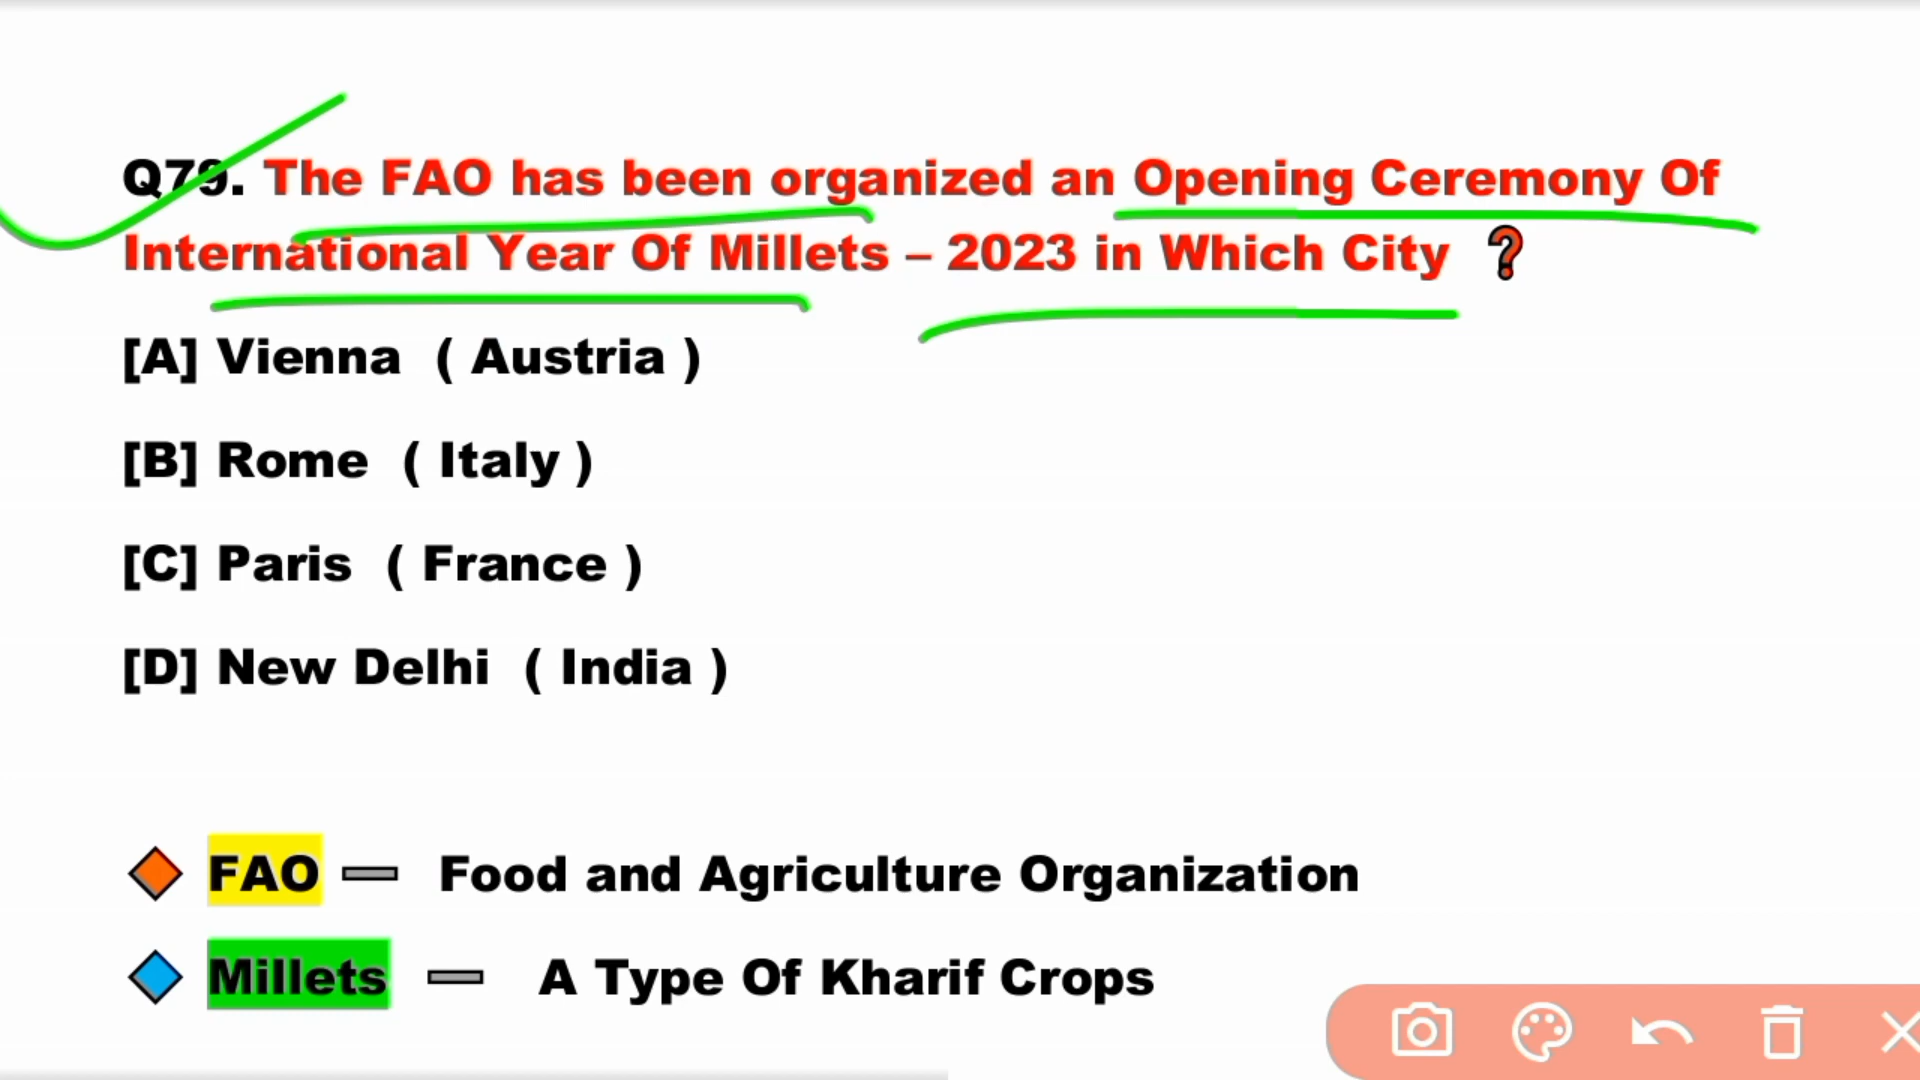 Q79. The FAO has been organized an Opening Ceremony Of
International Year Of Millets – 2023 in Which City ?
[A] Vienna ( Austria )
[B] Rome ( Italy )
[C] Paris ( France )
[D] New Delhi ( India )
FAO — Food and Agriculture Organization
Millets — A Type Of Kharif Crops